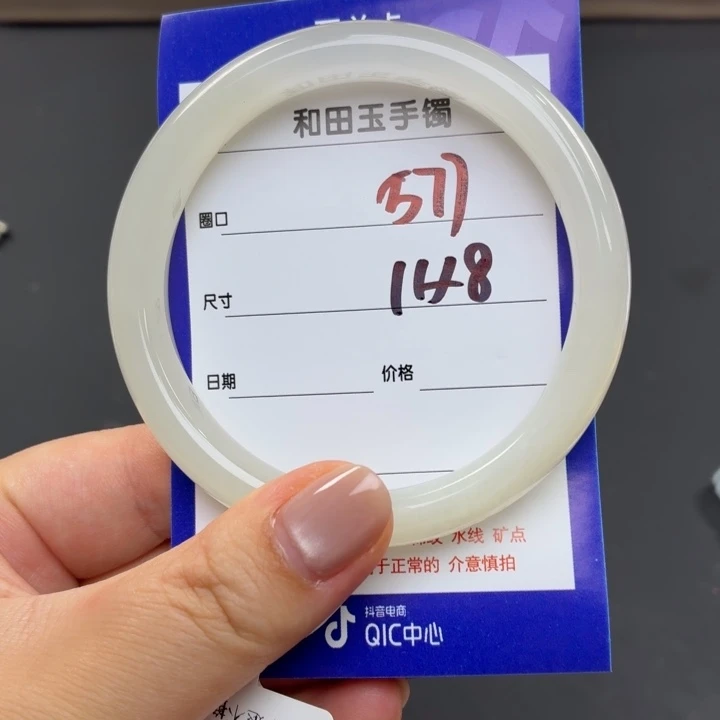 和田玉手镯
圈口 577
尺寸 148
日期 价格
水线 矿点
于正常的 介意慎拍
抖音电商
QIC中心